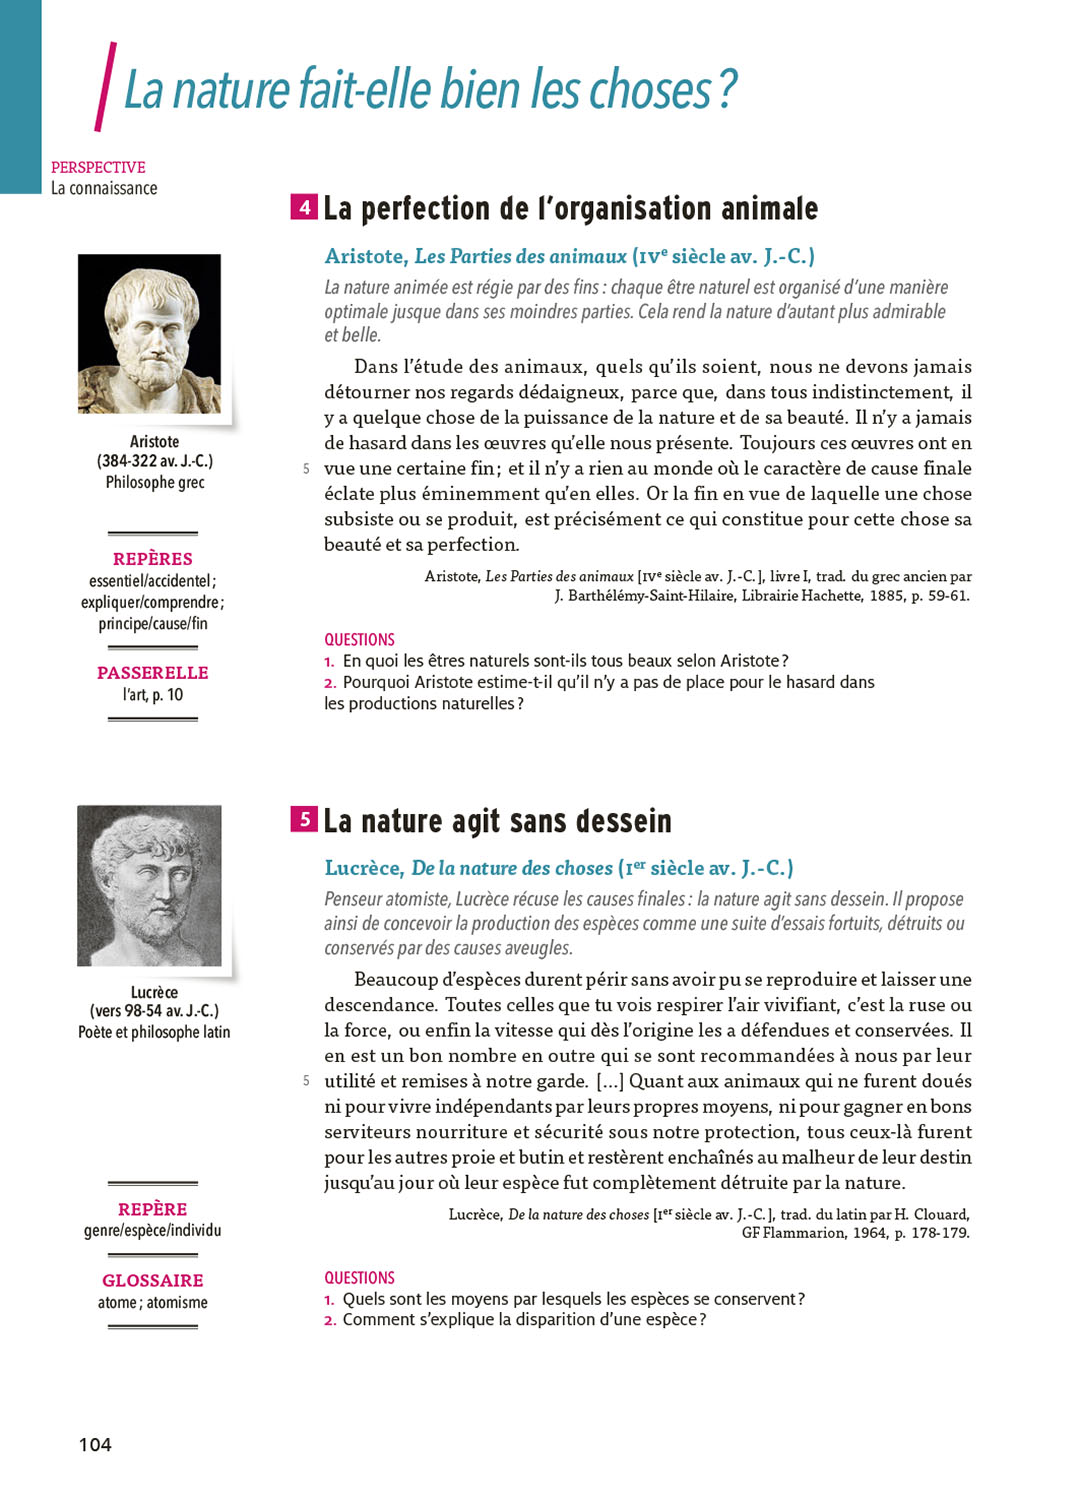 La nature fait-elle bien les choses ?
PERSPECTIVE
La connaissance
4 La perfection de l’organisation animale
Aristote, Les Parties des animaux (IVe siècle av. J.-C.)
La nature animée est régie par des fins : chaque être naturel est organisé d’une manière
optimale jusque dans ses moindres parties. Cela rend la nature d’autant plus admirable
et belle.
Dans l’étude des animaux, quels qu’ils soient, nous ne devons jamais
détourner nos regards dédaigneux, parce que, dans tous indistinctement, il
y a quelque chose de la puissance de la nature et de sa beauté. Il n’y a jamais
de hasard dans les œuvres qu’elle nous présente. Toujours ces œuvres ont en
5 vue une certaine fin ; et il n’y a rien au monde où le caractère de cause finale
éclate plus éminemment qu’en elles. Or la fin en vue de laquelle une chose
subsiste ou se produit, est précisément ce qui constitue pour cette chose sa
beauté et sa perfection.
Aristote, Les Parties des animaux [IVe siècle av. J.-C.], livre I, trad. du grec ancien par
J. Barthélémy-Saint-Hilaire, Librairie Hachette, 1885, p. 59-61.
QUESTIONS
1. En quoi les êtres naturels sont-ils tous beaux selon Aristote ?
2. Pourquoi Aristote estime-t-il qu’il n’y a pas de place pour le hasard dans
les productions naturelles ?
Aristote
(384-322 av. J.-C.)
Philosophe grec
REPÈRES
essentiel/accidentel ;
expliquer/comprendre ;
principe/cause/fin
PASSERELLE
l’art, p. 10
5 La nature agit sans dessein
Lucrèce, De la nature des choses (Ier siècle av. J.-C.)
Penseur atomiste, Lucrèce récuse les causes finales : la nature agit sans dessein. Il propose
ainsi de concevoir la production des espèces comme une suite d’essais fortuits, détruits ou
conservés par des causes aveugles.
Beaucoup d’espèces durent périr sans avoir pu se reproduire et laisser une
descendance. Toutes celles que tu vois respirer l’air vivifiant, c’est la ruse ou
la force, ou enfin la vitesse qui dès l’origine les a défendues et conservées. Il
en est un bon nombre en outre qui se sont recommandées à nous par leur
5 utilité et remises à notre garde. [...] Quant aux animaux qui ne furent doués
ni pour vivre indépendants par leurs propres moyens, ni pour gagner en bons
serviteurs nourriture et sécurité sous notre protection, tous ceux-là furent
pour les autres proie et butin et restèrent enchaînés au malheur de leur destin
jusqu’au jour où leur espèce fut complètement détruite par la nature.
Lucrèce, De la nature des choses [Ier siècle av. J.-C.], trad. du latin par H. Clouard,
GF Flammarion, 1964, p. 178-179.
QUESTIONS
1. Quels sont les moyens par lesquels les espèces se conservent ?
2. Comment s’explique la disparition d’une espèce ?
Lucrèce
(vers 98-54 av. J.-C.)
Poète et philosophe latin
REPÈRE
genre/espèce/individu
GLOSSAIRE
atome ; atomisme
104